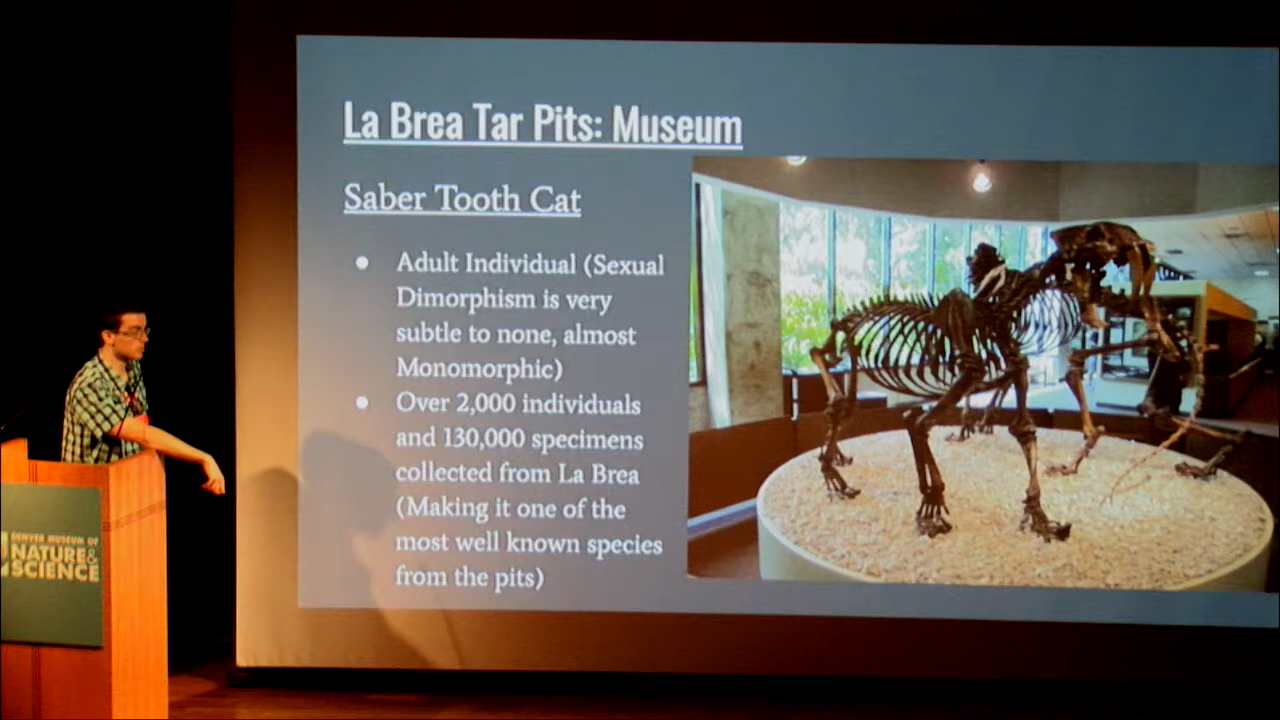 La Brea Tar Pits: Museum
Saber Tooth Cat
● Adult Individual (Sexual
Dimorphism is very
subtle to none, almost
Monomorphic)
● Over 2,000 individuals
and 130,000 specimens
collected from La Brea
(Making it one of the
most well known species
from the pits)
DENVER MUSEUM OF
NATURE&
SCIENCE